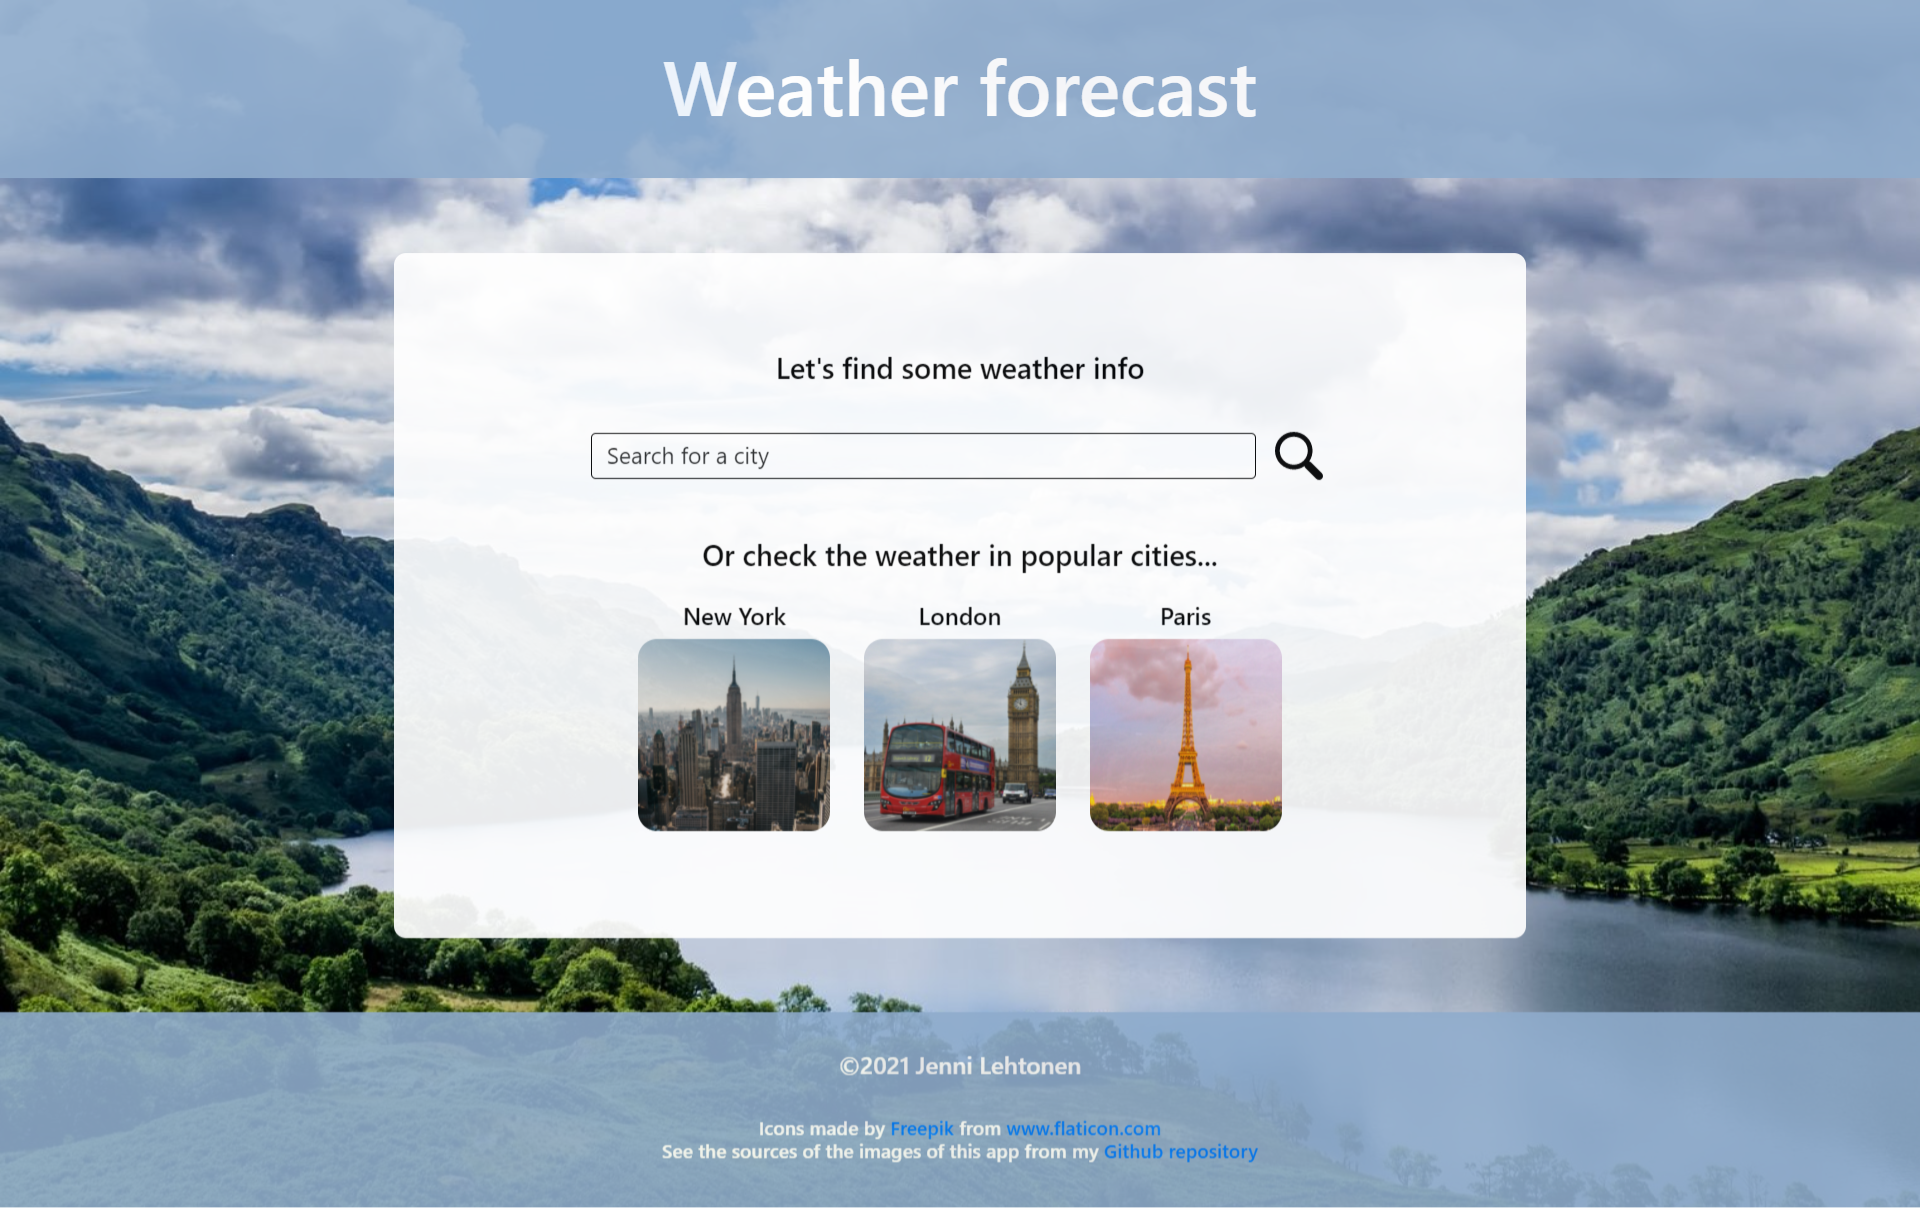 Weather forecast
Let's find some weather info
Search for a city
Or check the weather in popular cities...
New York
London
Paris
©2021 Jenni Lehtonen
Icons made by Freepik from www.flaticon.com
See the sources of the images of this app from my Github repository